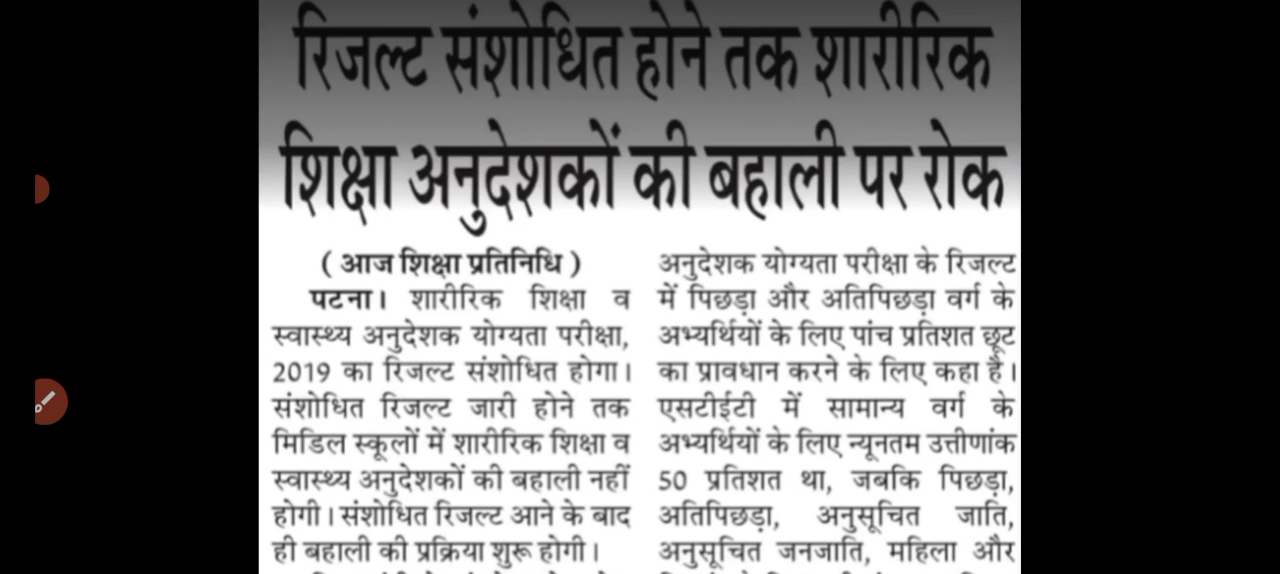 रिजल्ट संशोधित होने तक शारीरिक
शिक्षा अनुदेशकों की बहाली पर रोक
( आज शिक्षा प्रतिनिधि )
पटना। शारीरिक शिक्षा व
स्वास्थ्य अनुदेशक योग्यता परीक्षा,
2019 का रिजल्ट संशोधित होगा।
संशोधित रिजल्ट जारी होने तक
मिडिल स्कूलों में शारीरिक शिक्षा व
स्वास्थ्य अनुदेशकों की बहाली नहीं
होगी। संशोधित रिजल्ट आने के बाद
ही बहाली की प्रक्रिया शुरू होगी।
अनुदेशक योग्यता परीक्षा के रिजल्ट
में पिछड़ा और अतिपिछड़ा वर्ग के
अभ्यर्थियों के लिए पांच प्रतिशत छूट
का प्रावधान करने के लिए कहा है।
एसटीईटी में सामान्य वर्ग के
अभ्यर्थियों के लिए न्यूनतम उत्तीणांक
50 प्रतिशत था, जबकि पिछड़ा,
अतिपिछड़ा, अनुसूचित जाति,
अनुसूचित जनजाति, महिला और